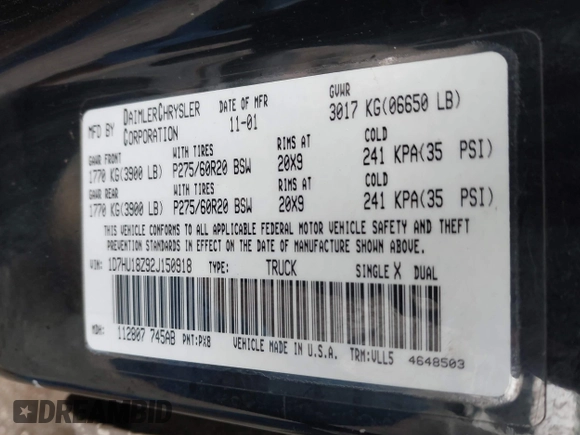 MFD BY DAIMLERCHRYSLER CORPORATION DATE OF MFR 11-01 GVWR 3017 KG(06650 LB)
GAWR FRONT WITH TIRES RIMS AT COLD
1770 KG(3900 LB) P275/60R20 BSW 20X9 241 KPA(35 PSI)
GAWR REAR WITH TIRES RIMS AT COLD
1770 KG(3900 LB) P275/60R20 BSW 20X9 241 KPA(35 PSI)
THIS VEHICLE CONFORMS TO ALL APPLICABLE FEDERAL MOTOR VEHICLE SAFETY AND THEFT
PREVENTION STANDARDS IN EFFECT ON THE DATE OF MANUFACTURE SHOWN ABOVE.
VIN: 1D7HU18Z92J150918 TYPE: TRUCK SINGLE X DUAL
MDH: 112807 745AB PNT:PX8 VEHICLE MADE IN U.S.A. TRM:VLL5 4648503
DREAMBID